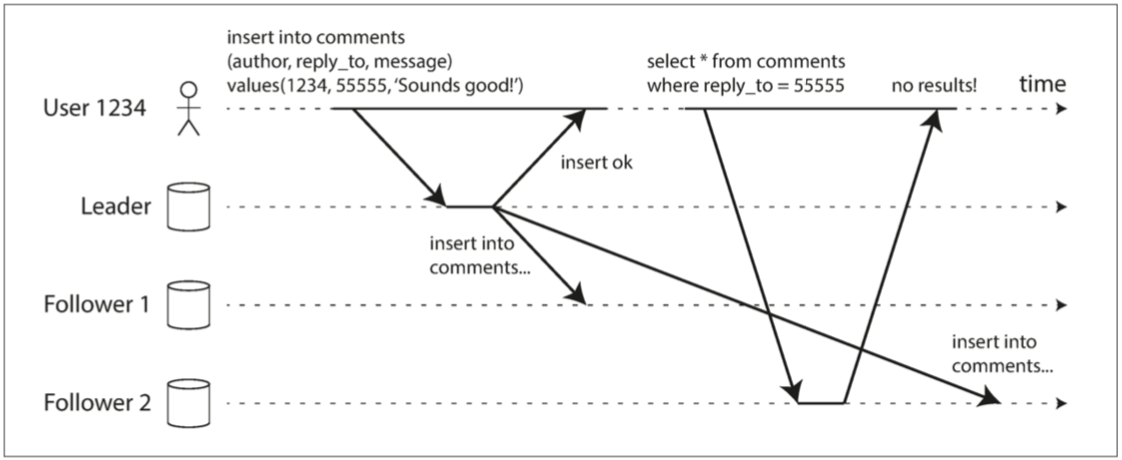 insert into comments
(author, reply_to, message)
values(1234, 55555, ‘Sounds good!’)
select * from comments
where reply_to = 55555
no results!
time
User 1234
insert ok
Leader
insert into
comments...
Follower 1
insert into
comments...
Follower 2